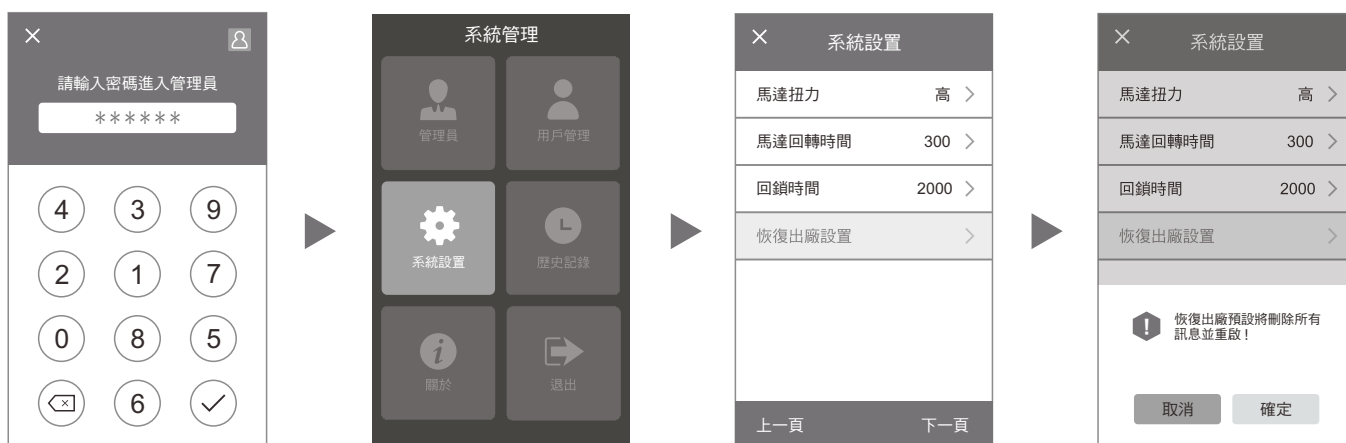 請輸入密碼進入管理員
******
4 3 9
2 1 7
0 8 5
6
系統管理
管理員 用戶管理
系統設置 歷史記錄
關於 退出
系統設置
馬達扭力 高
馬達回轉時間 300
回鎖時間 2000
恢復出廠設置
上一頁 下一頁
系統設置
馬達扭力 高
馬達回轉時間 300
回鎖時間 2000
恢復出廠設置
恢復出廠預設將刪除所有
訊息並重啟!
取消 確定